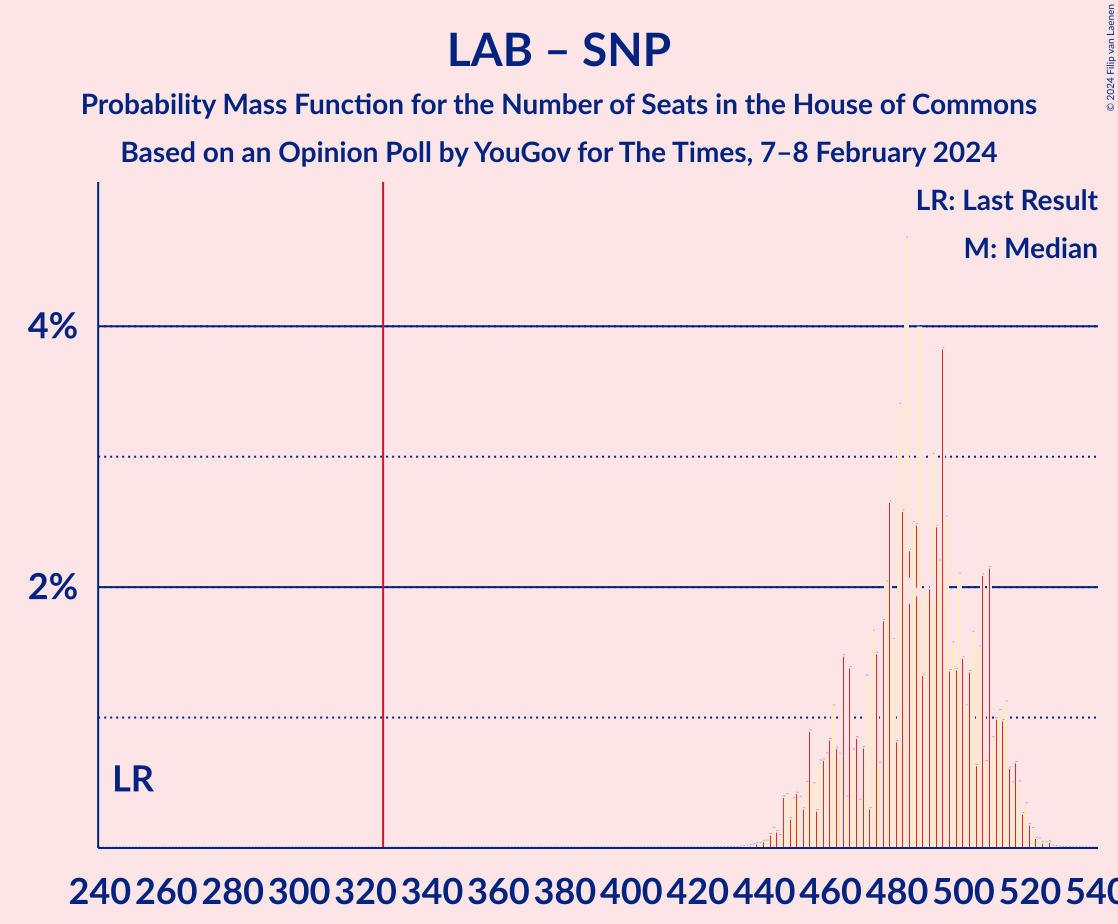 LAB – SNP
Probability Mass Function for the Number of Seats in the House of Commons
Based on an Opinion Poll by YouGov for The Times, 7–8 February 2024
© 2024 Filip van Laenen
LR: Last Result
M: Median
4%
2%
LR
240 260 280 300 320 340 360 380 400 420 440 460 480 500 520 540